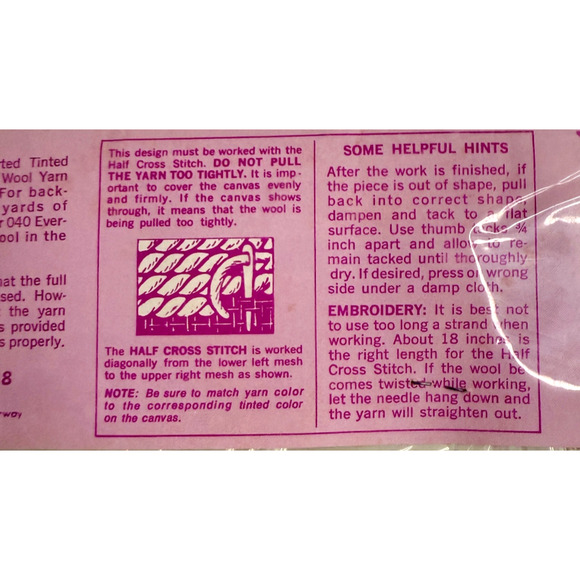 rted Tinted
Wool Yarn
For back-
yards of
r 040 Ever-
ool in the
at the full
sed. How-
the yarn
s provided
s properly.
8
rway
This design must be worked with the
Half Cross Stitch. DO NOT PULL
THE YARN TOO TIGHTLY. It is imp-
ortant to cover the canvas evenly
and firmly. If the canvas shows
through, it means that the wool is
being pulled too tightly.
The HALF CROSS STITCH is worked
diagonally from the lower left mesh
to the upper right mesh as shown.
NOTE: Be sure to match yarn color
to the corresponding tinted color
on the canvas.
SOME HELPFUL HINTS
After the work is finished, if
the piece is out of shape, pull
back into correct shape,
dampen and tack to a flat
surface. Use thumb tacks ¾
inch apart and allow to re-
main tacked until thoroughly
dry. If desired, press on wrong
side under a damp cloth.
EMBROIDERY: It is best not
to use too long a strand when
working. About 18 inches is
the right length for the Half
Cross Stitch. If the wool be-
comes twisted while working,
let the needle hang down and
the yarn will straighten out.